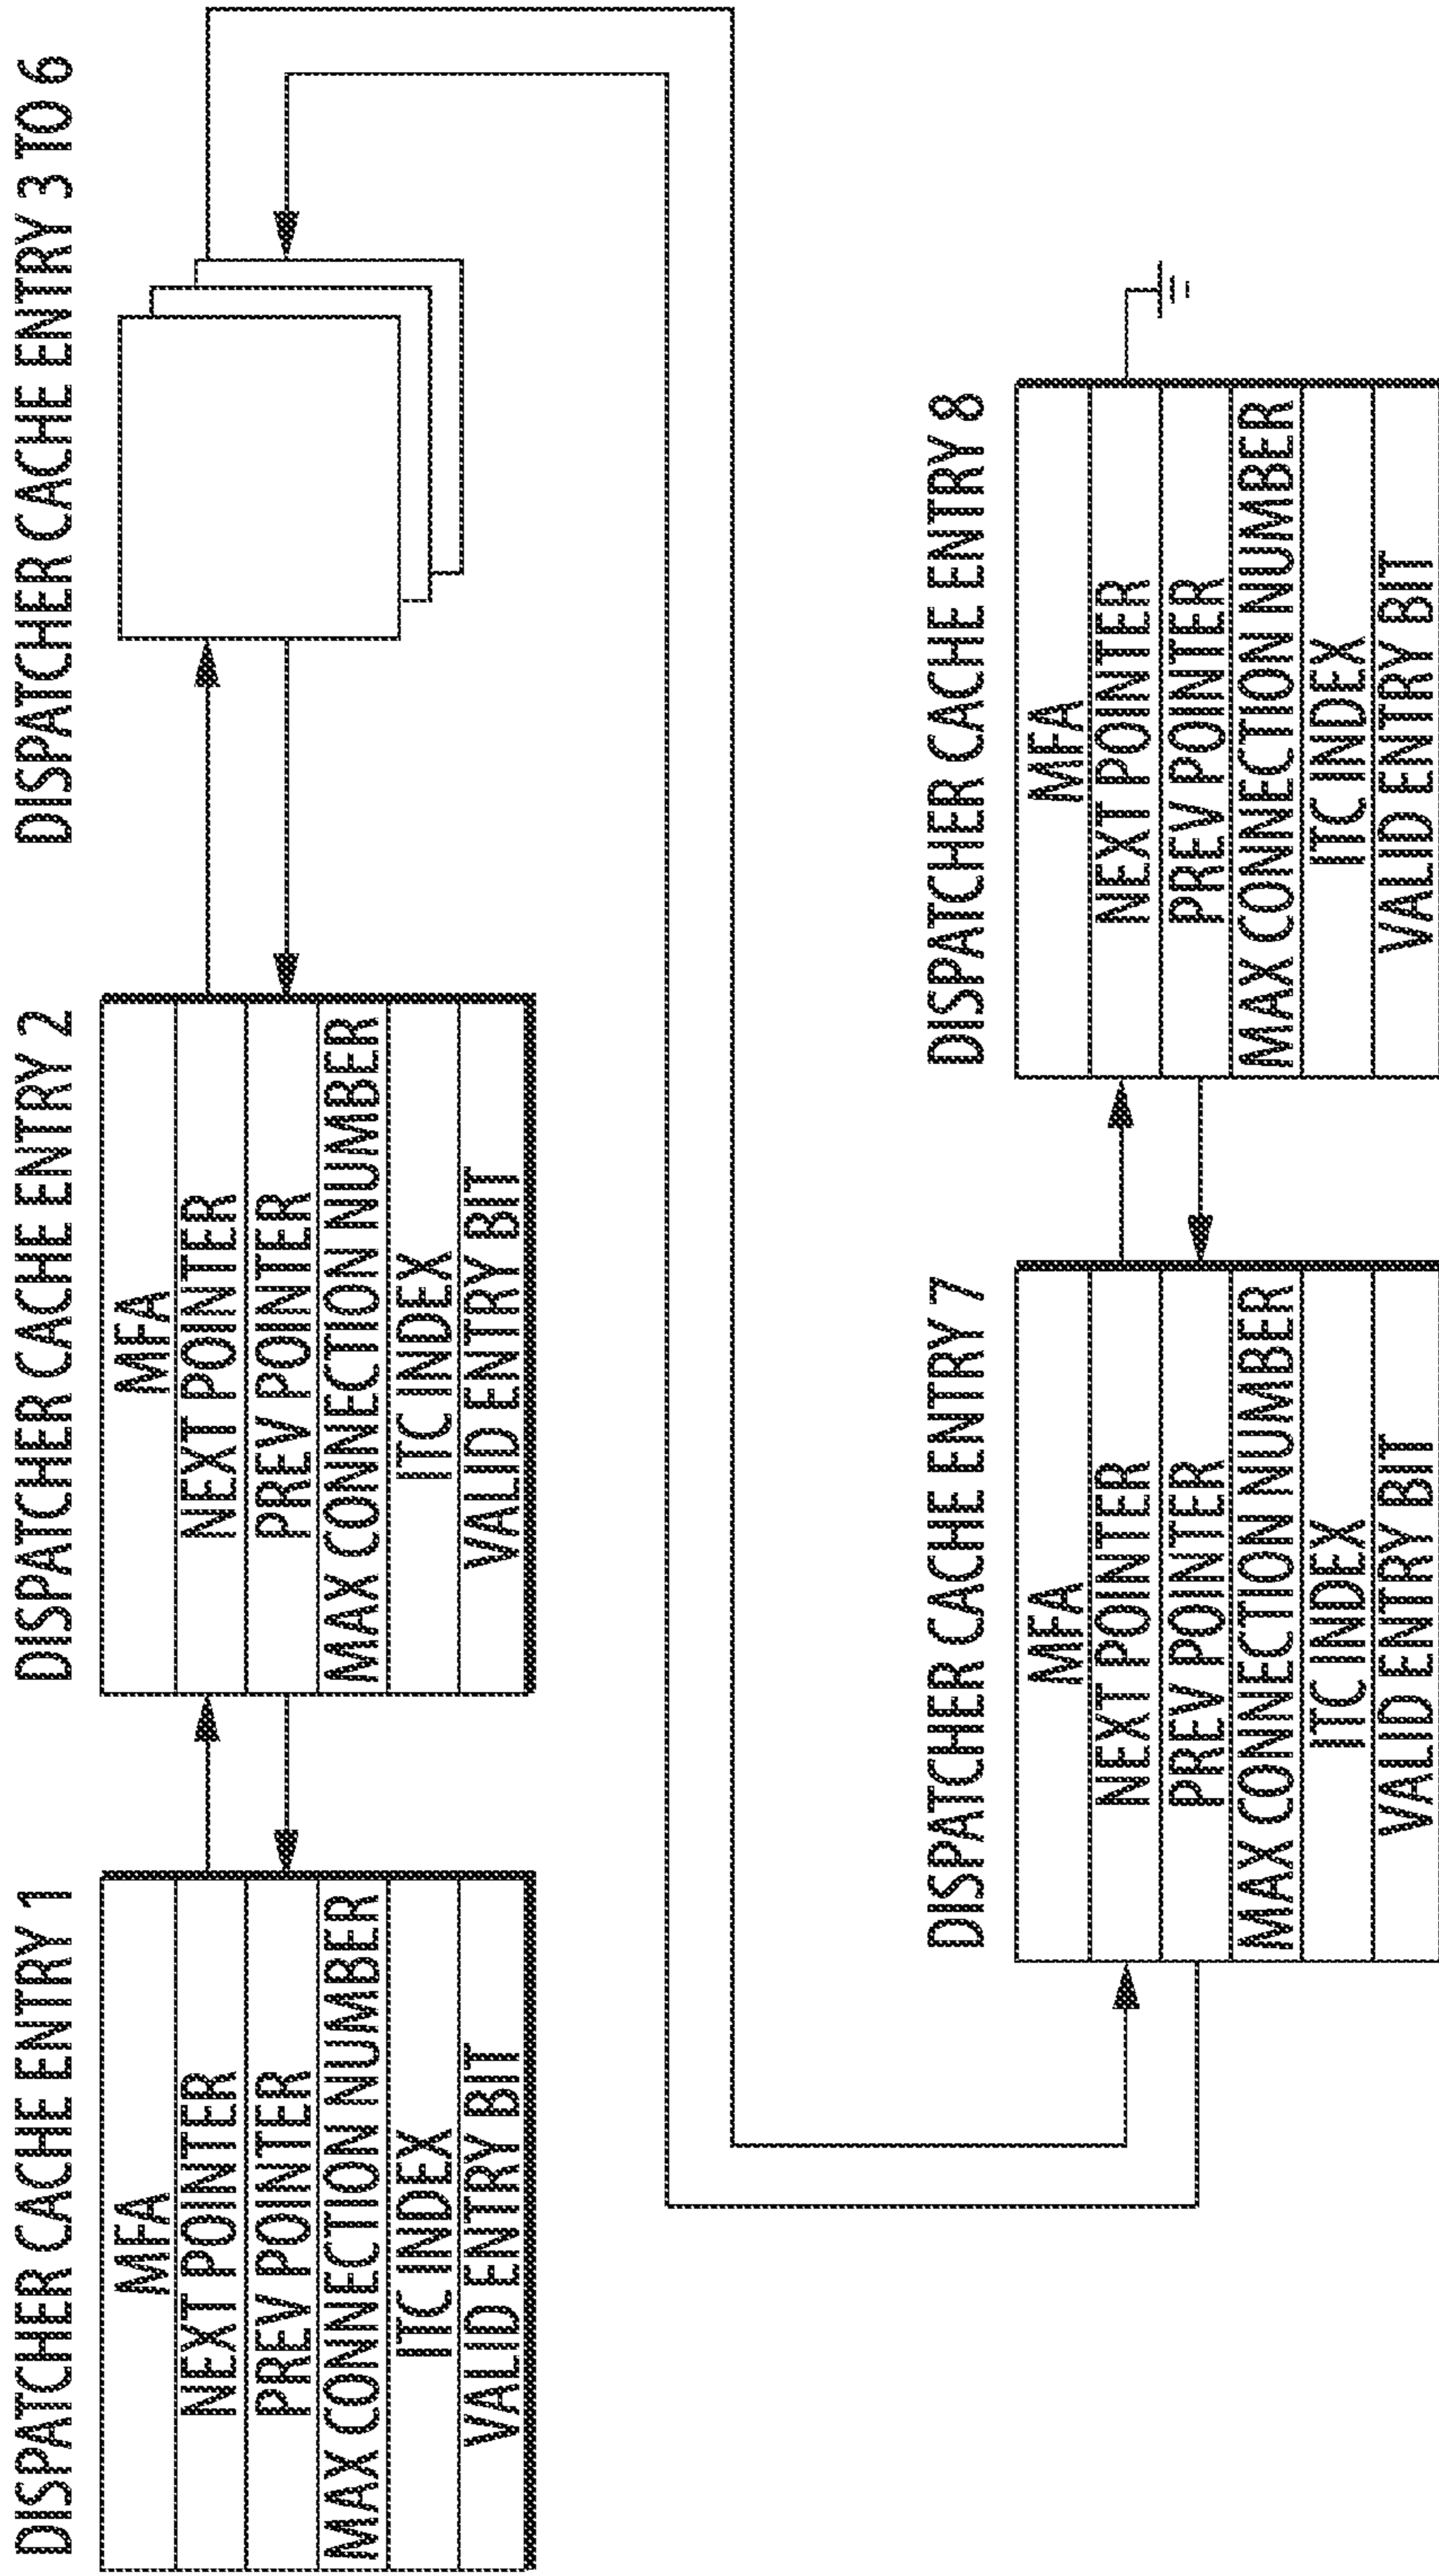 DISPATCHER CACHE ENTRY 1
MFA
NEXT POINTER
PREV POINTER
MAX CONNECTION NUMBER
ITC INDEX
VALID ENTRY BIT
DISPATCHER CACHE ENTRY 2
MFA
NEXT POINTER
PREV POINTER
MAX CONNECTION NUMBER
ITC INDEX
VALID ENTRY BIT
DISPATCHER CACHE ENTRY 3 TO 6
DISPATCHER CACHE ENTRY 7
MFA
NEXT POINTER
PREV POINTER
MAX CONNECTION NUMBER
ITC INDEX
VALID ENTRY BIT
DISPATCHER CACHE ENTRY 8
MFA
NEXT POINTER
PREV POINTER
MAX CONNECTION NUMBER
ITC INDEX
VALID ENTRY BIT